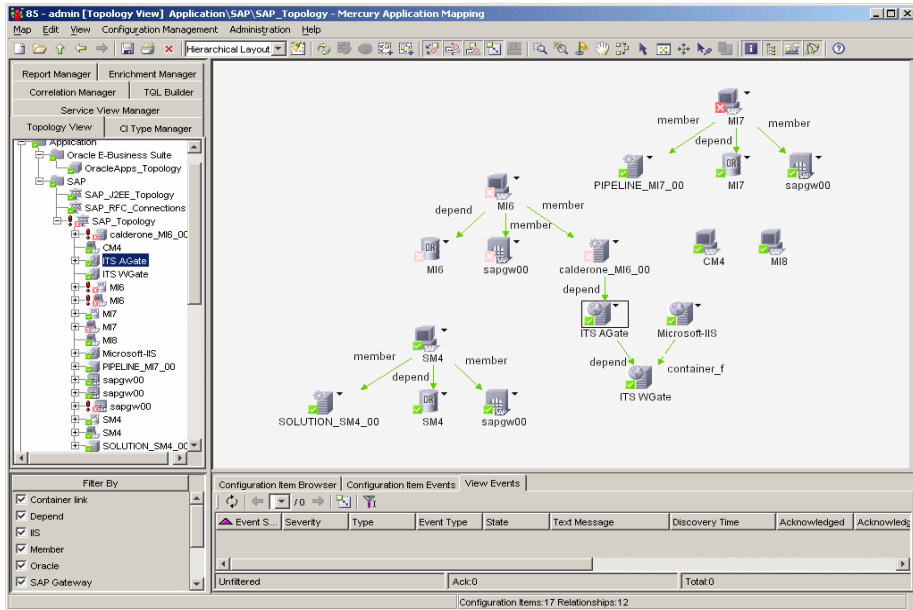 85 - admin [Topology View] Application\SAP\SAP_Topology - Mercury Application Mapping
Map Edit View Configuration Management Administration Help
Hierarchical Layout
Report Manager Enrichment Manager
Correlation Manager TQL Builder
Service View Manager
Topology View CI Type Manager
Application
Oracle E-Business Suite
OracleApps_Topology
SAP
SAP_J2EE_Topology
SAP_RFC_Connections
SAP_Topology
calderone_MI6_00
CM4
ITS AGate
ITS WGate
MI6
MI6
MI7
MI7
MI8
Microsoft-IIS
PIPELINE_MI7_00
sapgw00
sapgw00
sapgw00
SM4
SM4
SOLUTION_SM4_00
Filter By
Container link
Depend
IIS
Member
Oracle
SAP Gateway
MI7
member
member
depend
PIPELINE_MI7_00
MI7
sapgw00
MI6
depend
member
member
MI6
sapgw00
calderone_MI6_00
CM4
MI8
depend
ITS AGate
Microsoft-IIS
depend
container_f
ITS WGate
SM4
member
member
depend
SOLUTION_SM4_00
SM4
sapgw00
Configuration Item Browser Configuration Item Events View Events
/ 0
Event S... Severity Type Event Type State Text Message Discovery Time Acknowledged Acknowledg
Unfiltered Ack:0 Total:0
Configuration Items:17 Relationships:12